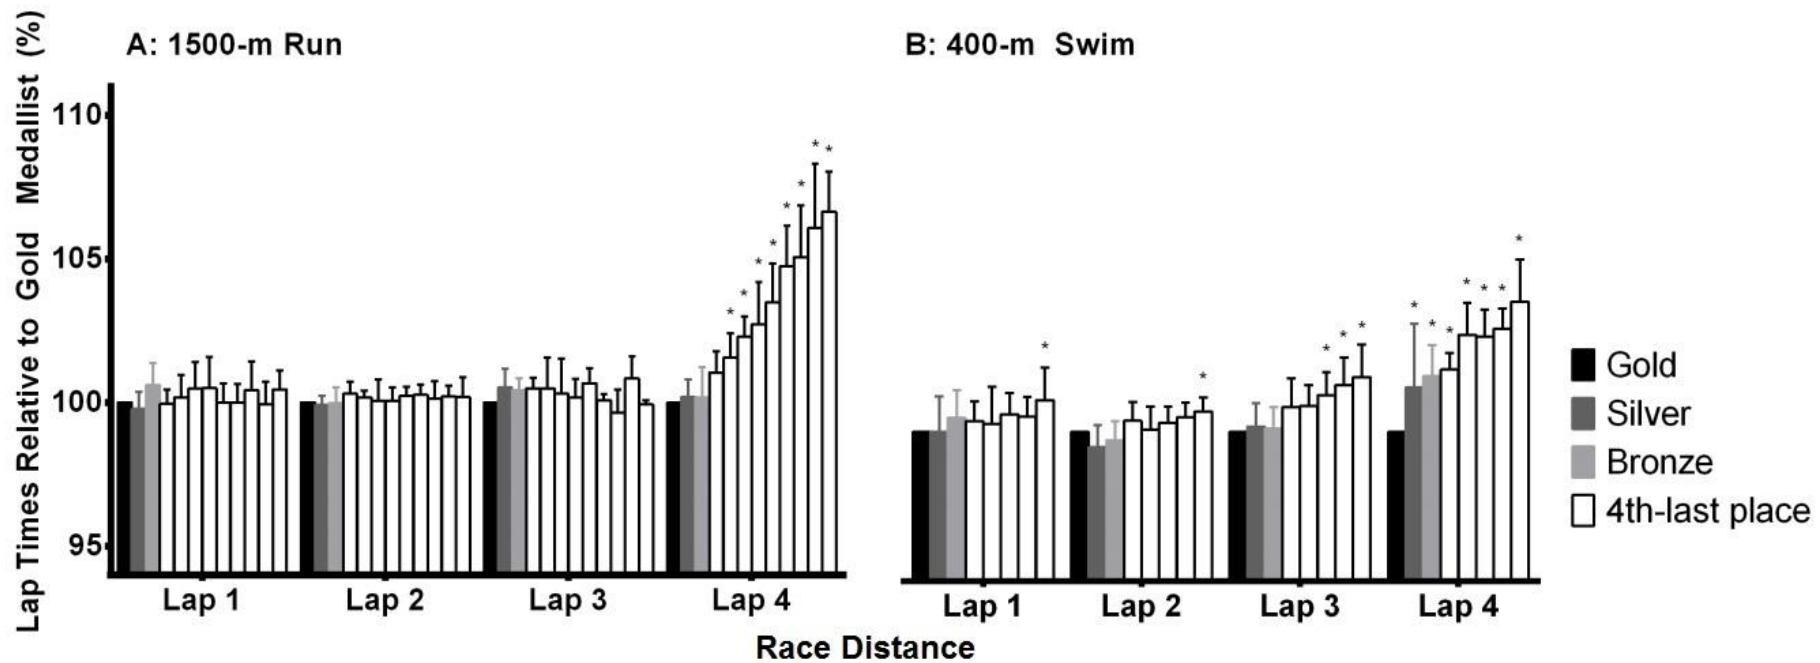 A: 1500-m Run
B: 400-m Swim
Lap Times Relative to Gold Medallist (%)
110
105
100
95
* * * * * * * *
* * * * * * * * * * * *
Lap 1 Lap 2 Lap 3 Lap 4
Lap 1 Lap 2 Lap 3 Lap 4
Race Distance
Gold
Silver
Bronze
4th-last place